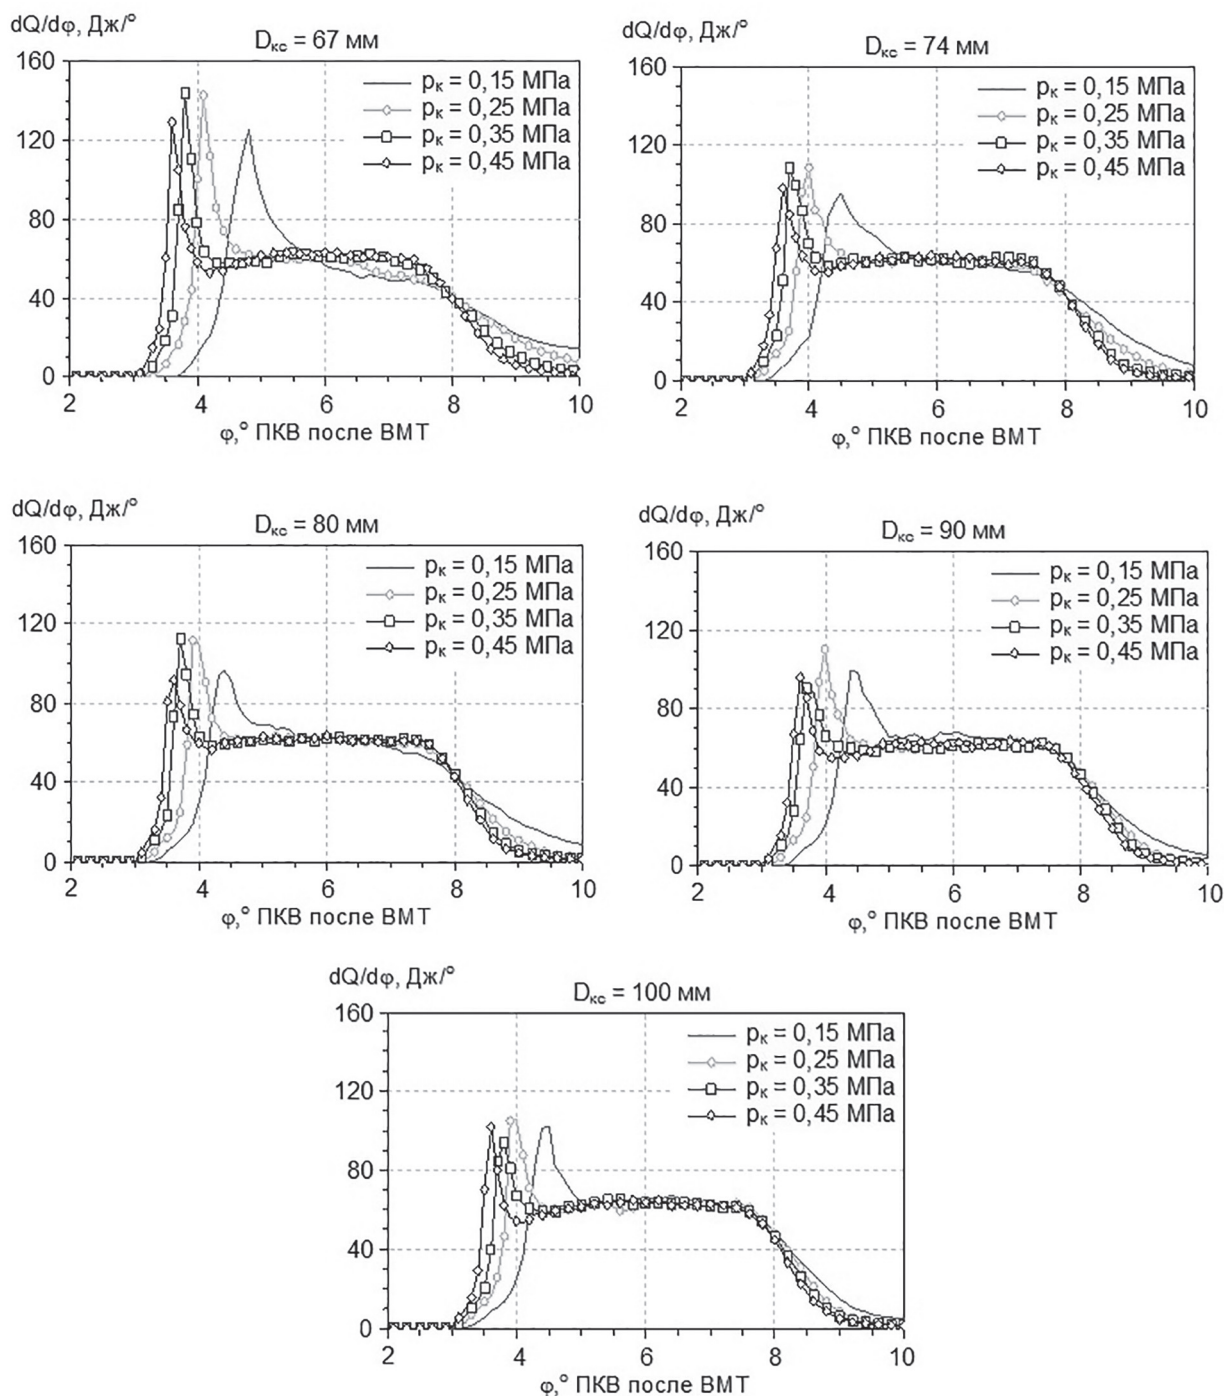 dQ/dφ, Дж/°
Dкс = 67 мм
160
120
80
40
0
pк = 0,15 МПа
pк = 0,25 МПа
pк = 0,35 МПа
pк = 0,45 МПа
2 4 6 8 10
φ,° ПКВ после ВМТ
dQ/dφ, Дж/°
Dкс = 74 мм
160
120
80
40
0
pк = 0,15 МПа
pк = 0,25 МПа
pк = 0,35 МПа
pк = 0,45 МПа
2 4 6 8 10
φ,° ПКВ после ВМТ
dQ/dφ, Дж/°
Dкс = 80 мм
160
120
80
40
0
pк = 0,15 МПа
pк = 0,25 МПа
pк = 0,35 МПа
pк = 0,45 МПа
2 4 6 8 10
φ,° ПКВ после ВМТ
dQ/dφ, Дж/°
Dкс = 90 мм
160
120
80
40
0
pк = 0,15 МПа
pк = 0,25 МПа
pк = 0,35 МПа
pк = 0,45 МПа
2 4 6 8 10
φ,° ПКВ после ВМТ
dQ/dφ, Дж/°
Dкс = 100 мм
160
120
80
40
0
pк = 0,15 МПа
pк = 0,25 МПа
pк = 0,35 МПа
pк = 0,45 МПа
2 4 6 8 10
φ,° ПКВ после ВМТ